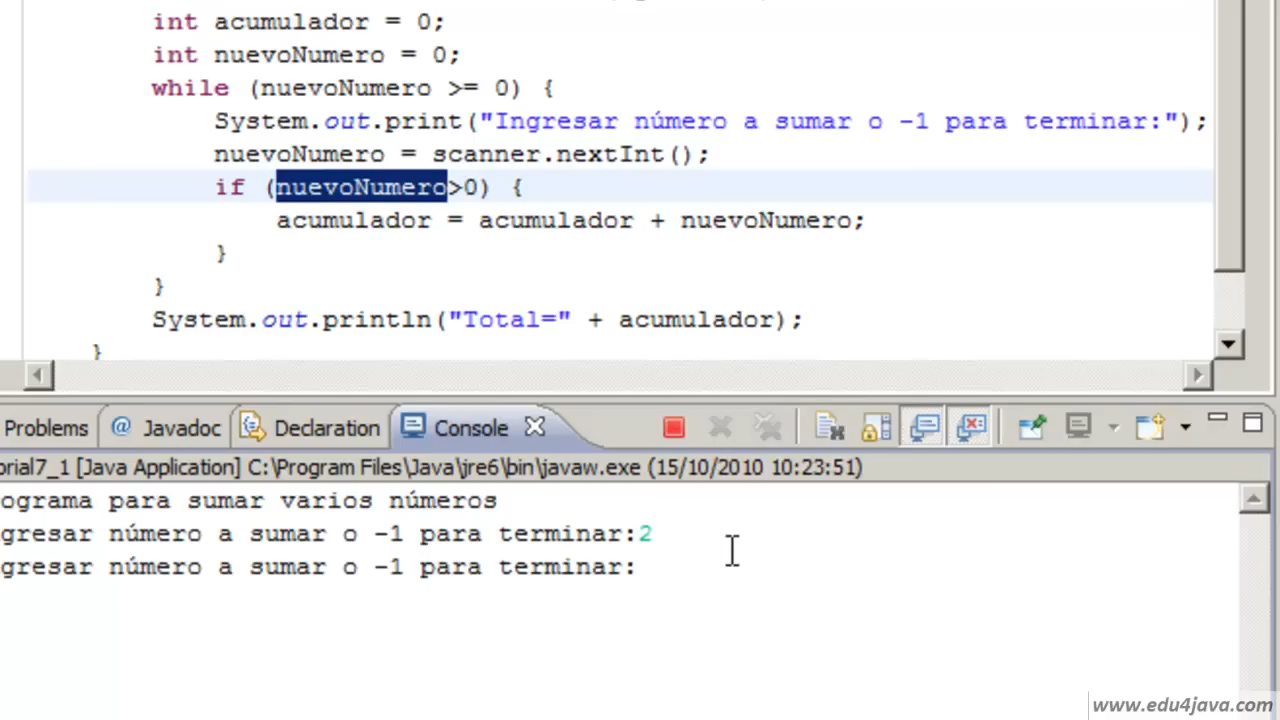 int acumulador = 0;
int nuevoNumero = 0;
while (nuevoNumero >= 0) {
System.out.print("Ingresar número a sumar o -1 para terminar:");
nuevoNumero = scanner.nextInt();
if (nuevoNumero>0) {
acumulador = acumulador + nuevoNumero;
}
}
System.out.println("Total=" + acumulador);
}
Problems @ Javadoc Declaration Console
orial7_1 [Java Application] C:\Program Files\Java\jre6\bin\javaw.exe (15/10/2010 10:23:51)
ograma para sumar varios números
gresar número a sumar o -1 para terminar:2
gresar número a sumar o -1 para terminar:
www.edu4java.com